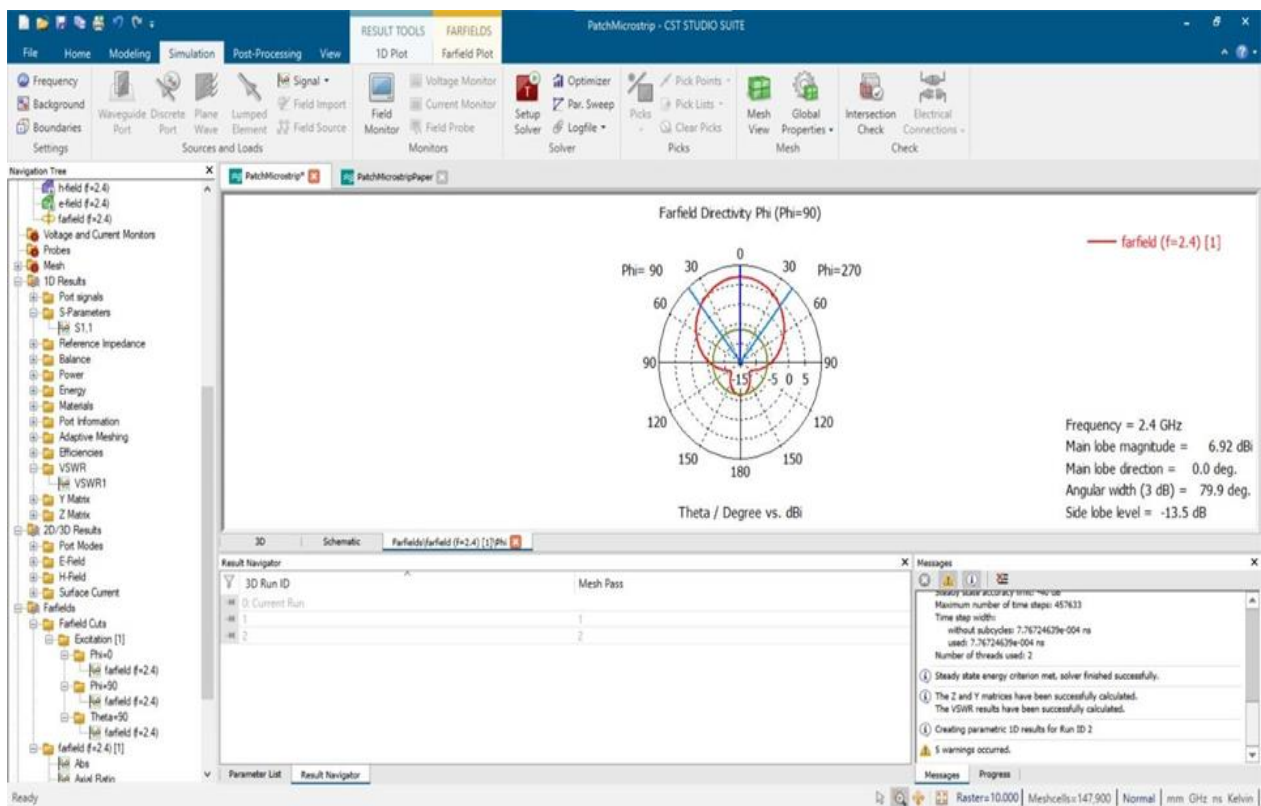 RESULT TOOLS
FARFIELDS
PatchMicrostrip - CST STUDIO SUITE
File Home Modeling Simulation Post-Processing View 1D Plot Farfield Plot
Frequency
Background
Boundaries
Settings
Waveguide Port
Discrete Port
Plane Wave
Lumped Element
Signal
Field Import
Field Source
Sources and Loads
Field Monitor
Voltage Monitor
Current Monitor
Field Probe
Monitors
Setup Solver
Optimizer
Par. Sweep
Logfile
Solver
Picks
Pick Points
Pick Lists
Clear Picks
Picks
Mesh View
Global Properties
Mesh
Intersection Check
Electrical Connections
Check
Navigation Tree
h-field (f=2.4)
e-field (f=2.4)
farfield (f=2.4)
Voltage and Current Monitors
Probes
Mesh
1D Results
Port signals
S-Parameters
S1,1
Reference Impedance
Balance
Power
Energy
Materials
Port Information
Adaptive Meshing
Efficiencies
VSWR
VSWR1
Y Matrix
Z Matrix
2D/3D Results
Port Modes
E-Field
H-Field
Surface Current
Farfields
Farfield Cuts
Excitation [1]
Phi=0
farfield (f=2.4)
Phi=90
farfield (f=2.4)
Theta=90
farfield (f=2.4)
farfield (f=2.4) [1]
Abs
Axial Ratio
PatchMicrostrip*
PatchMicrostripPaper
Farfield Directivity Phi (Phi=90)
farfield (f=2.4) [1]
0
Phi= 90 30 30 Phi=270
60 60
90 90
-15 -5 0 5
120 120
150 150
180
Theta / Degree vs. dBi
Frequency = 2.4 GHz
Main lobe magnitude = 6.92 dBi
Main lobe direction = 0.0 deg.
Angular width (3 dB) = 79.9 deg.
Side lobe level = -13.5 dB
3D
Schematic
Farfields\farfield (f=2.4) [1]\Phi
Result Navigator
3D Run ID Mesh Pass
0: Current Run
1 1
2 2
Parameter List Result Navigator
Messages
Steady state accuracy limit: -40 dB
Maximum number of time steps: 457633
Time step width:
without subcycles: 7.76724639e-004 ns
used: 7.76724639e-004 ns
Number of threads used: 2
Steady state energy criterion met, solver finished successfully.
The Z and Y matrices have been successfully calculated.
The VSWR results have been successfully calculated.
Creating parametric 1D results for Run ID 2
5 warnings occurred.
Messages Progress
Ready
Raster=10.000 Meshcells=147,900 Normal mm GHz ns Kelvin